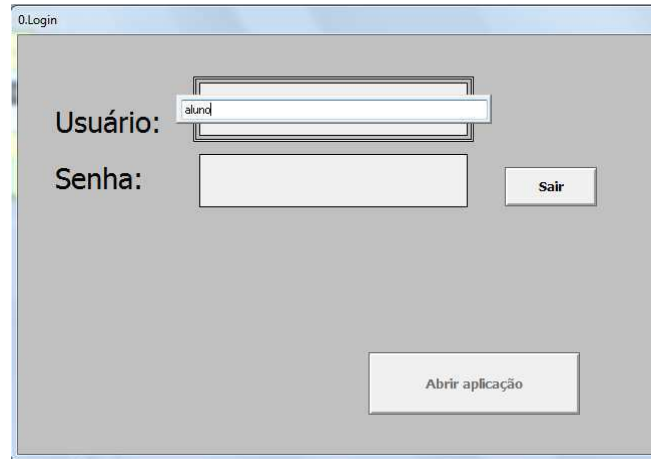 0.Login
Usuário:
aluno
Senha:
Sair
Abrir aplicação